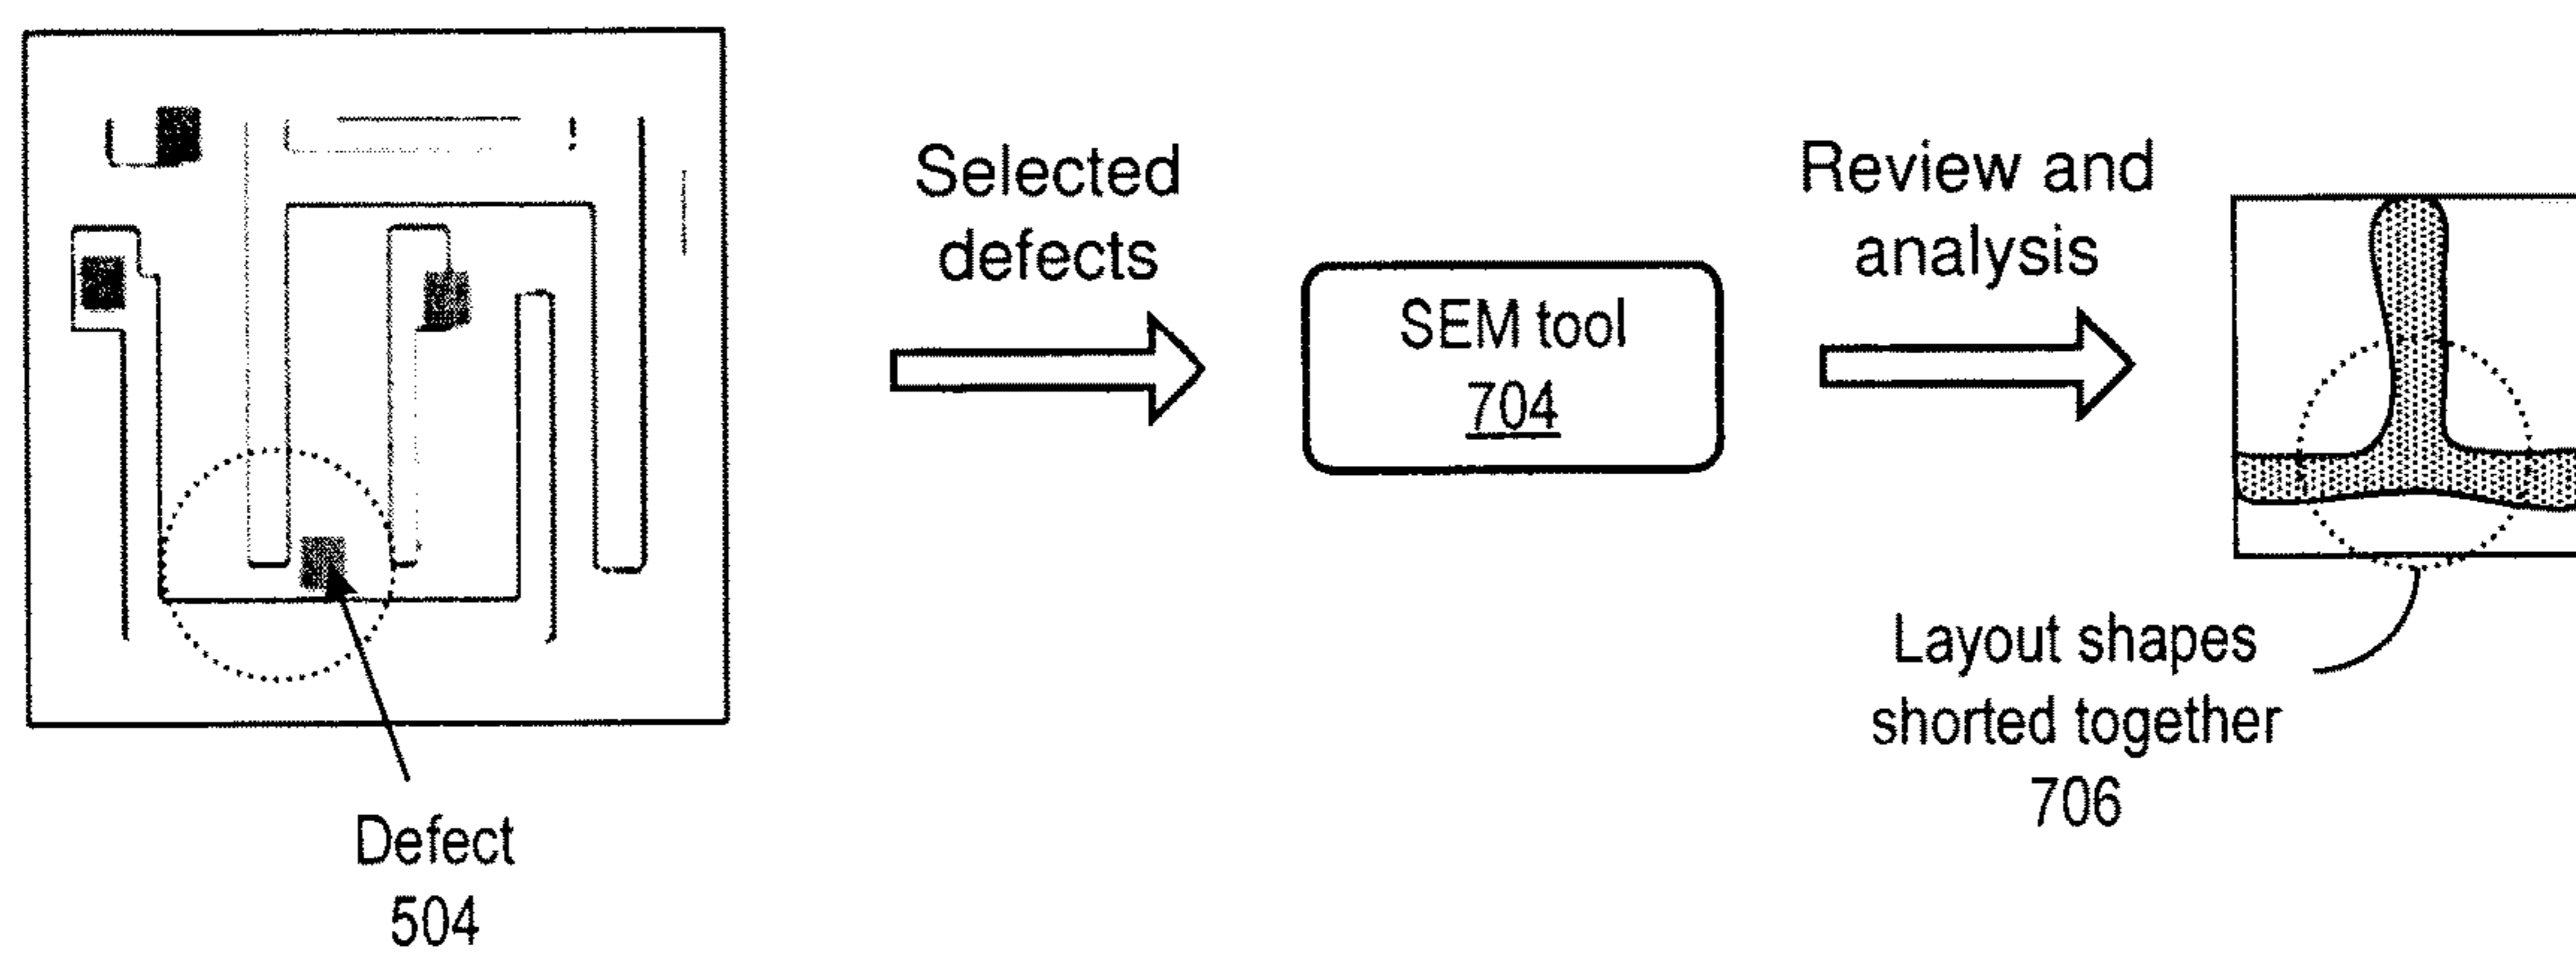 Selected
defects
SEM tool
704
Review and
analysis
Layout shapes
shorted together
706
Defect
504